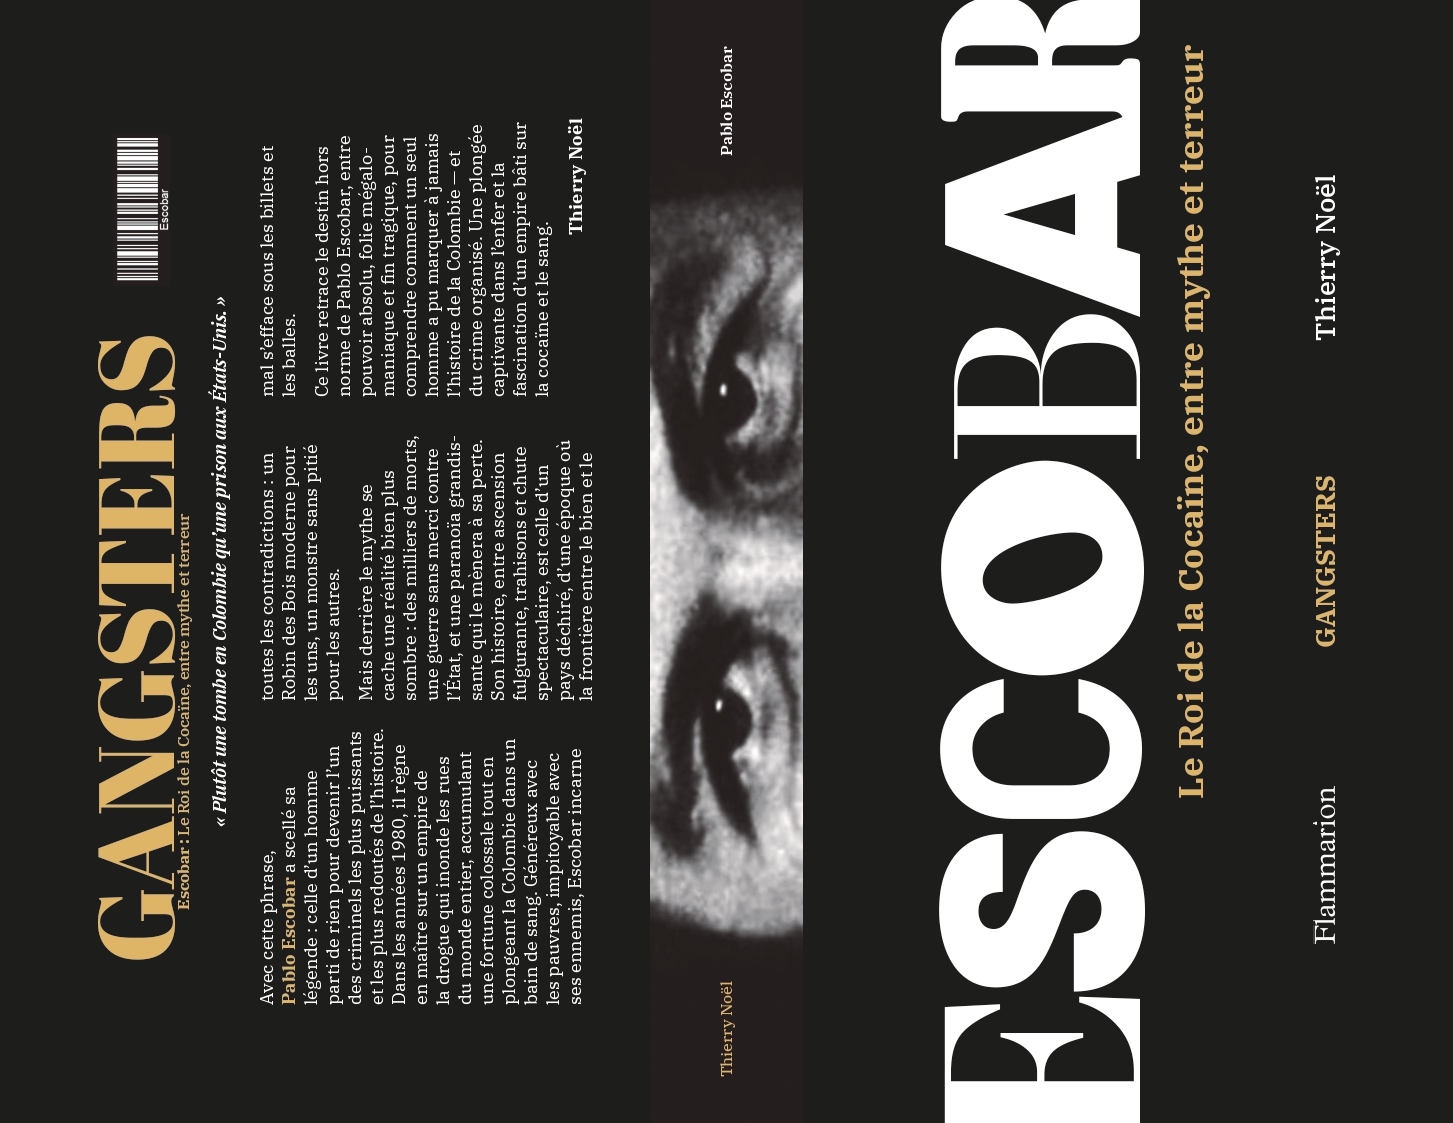 GANGSTERS
Escobar
Escobar : Le Roi de la Cocaïne, entre mythe et terreur
« Plutôt une tombe en Colombie qu’une prison aux États-Unis. »
Avec cette phrase,
Pablo Escobar a scellé sa
légende : celle d’un homme
parti de rien pour devenir l’un
des criminels les plus puissants
et les plus redoutés de l’histoire.
Dans les années 1980, il règne
en maître sur un empire de
la drogue qui inonde les rues
du monde entier, accumulant
une fortune colossale tout en
plongeant la Colombie dans un
bain de sang. Généreux avec
les pauvres, impitoyable avec
ses ennemis, Escobar incarne
toutes les contradictions : un
Robin des Bois moderne pour
les uns, un monstre sans pitié
pour les autres.
Mais derrière le mythe se
cache une réalité bien plus
sombre : des milliers de morts,
une guerre sans merci contre
l’État, et une paranoïa grandis-
sante qui le mènera à sa perte.
Son histoire, entre ascension
fulgurante, trahisons et chute
spectaculaire, est celle d’un
pays déchiré, d’une époque où
la frontière entre le bien et le
mal s’efface sous les billets et
les balles.
Ce livre retrace le destin hors
norme de Pablo Escobar, entre
pouvoir absolu, folie mégalo-
maniaque et fin tragique, pour
comprendre comment un seul
homme a pu marquer à jamais
l’histoire de la Colombie — et
du crime organisé. Une plongée
captivante dans l’enfer et la
fascination d’un empire bâti sur
la cocaïne et le sang.
Thierry Noël
Thierry Noël
Pablo Escobar
ESCOBAR
Le Roi de la Cocaïne, entre mythe et terreur
Flammarion
GANGSTERS
Thierry Noël